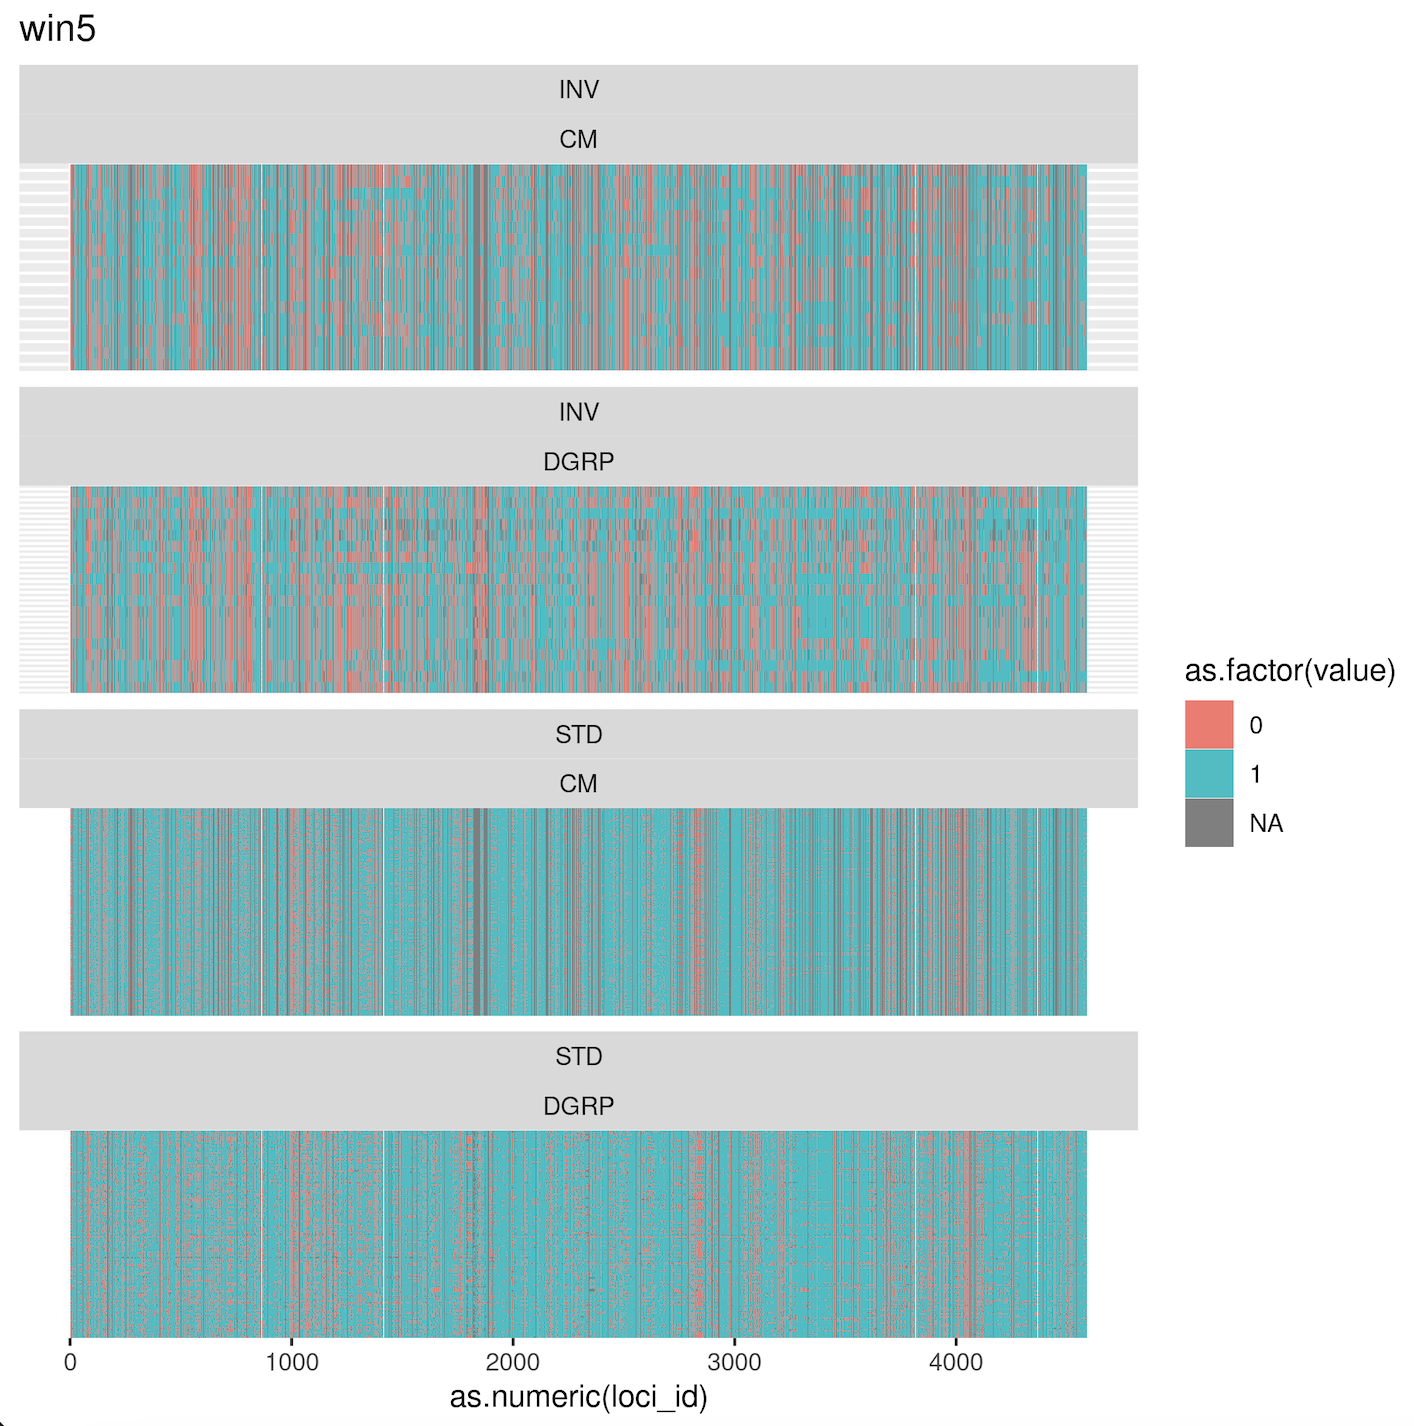 win5
INV
CM
INV
DGRP
STD
CM
STD
DGRP
0 1000 2000 3000 4000
as.numeric(loci_id)
as.factor(value)
0
1
NA